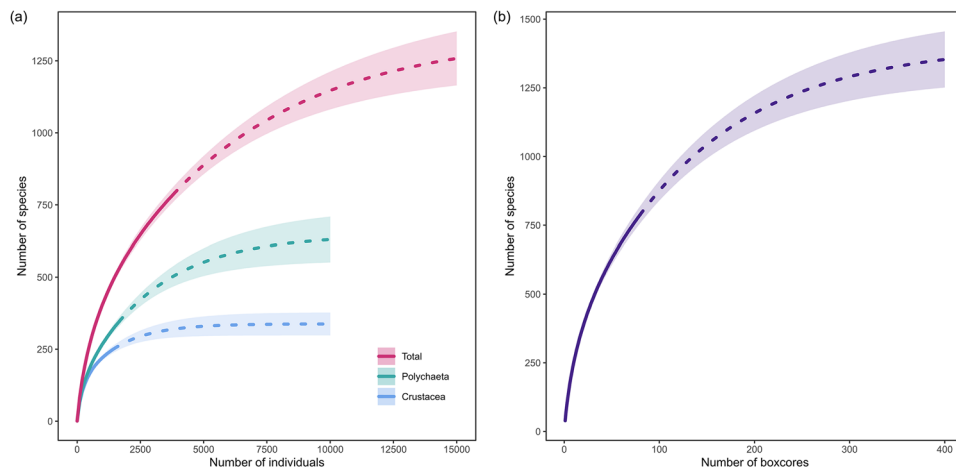 (a)
Number of species
1250
1000
750
500
250
0
0 2500 5000 7500 10000 12500 15000
Number of individuals
Total
Polychaeta
Crustacea
(b)
Number of species
1500
1250
1000
750
500
250
0
0 100 200 300 400
Number of boxcores